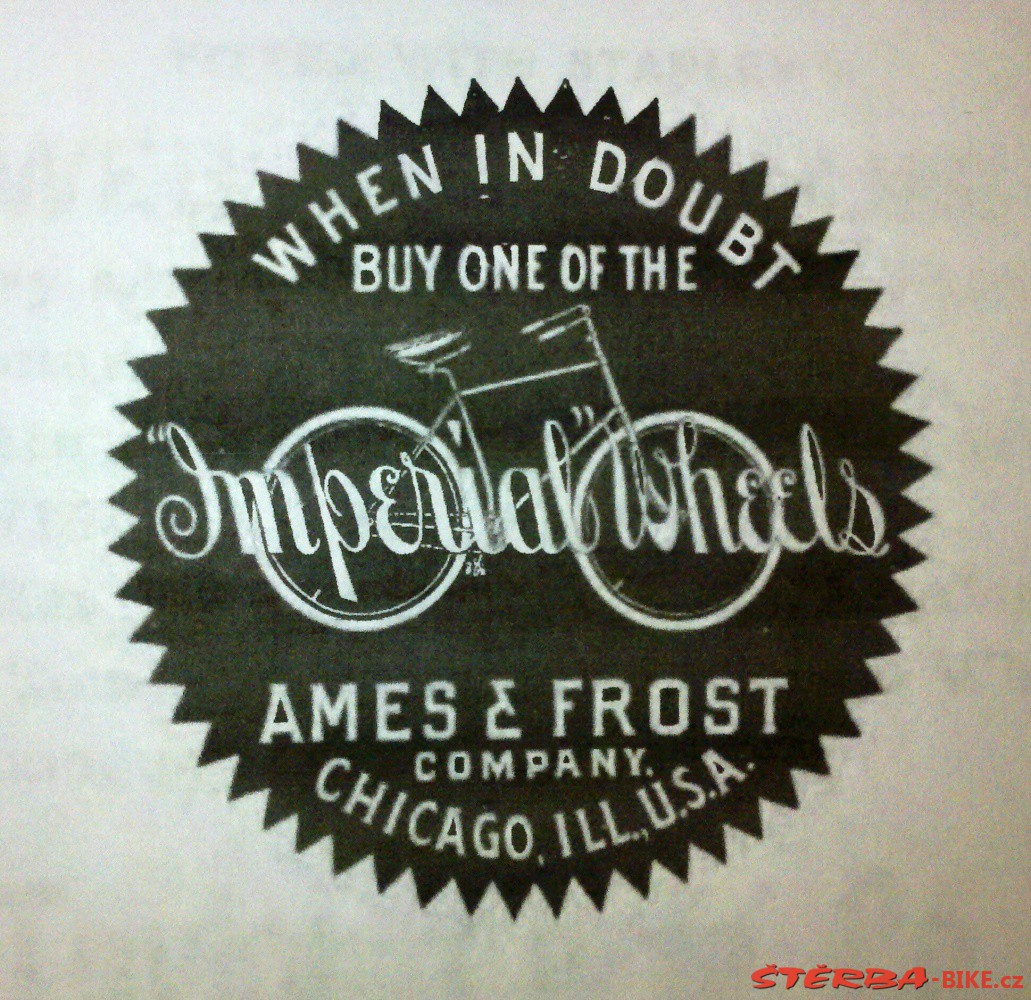 WHEN IN DOUBT
BUY ONE OF THE
"Imperial" Wheels
AMES & FROST
COMPANY.
CHICAGO, ILL., U.S.A.
ŠTĚRBA-BIKE.cz